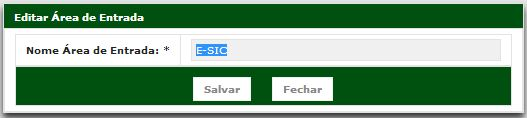 Editar Área de Entrada
Nome Área de Entrada: * E-SIC
Salvar Fechar